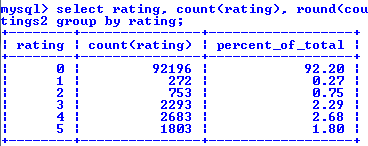 mysql> select rating, count(rating), round(cou
tings2 group by rating;
+--------+---------------+------------------+
| rating | count(rating) | percent_of_total |
+--------+---------------+------------------+
| 0 | 92196 | 92.20 |
| 1 | 272 | 0.27 |
| 2 | 753 | 0.75 |
| 3 | 2293 | 2.29 |
| 4 | 2683 | 2.68 |
| 5 | 1803 | 1.80 |
+--------+---------------+------------------+